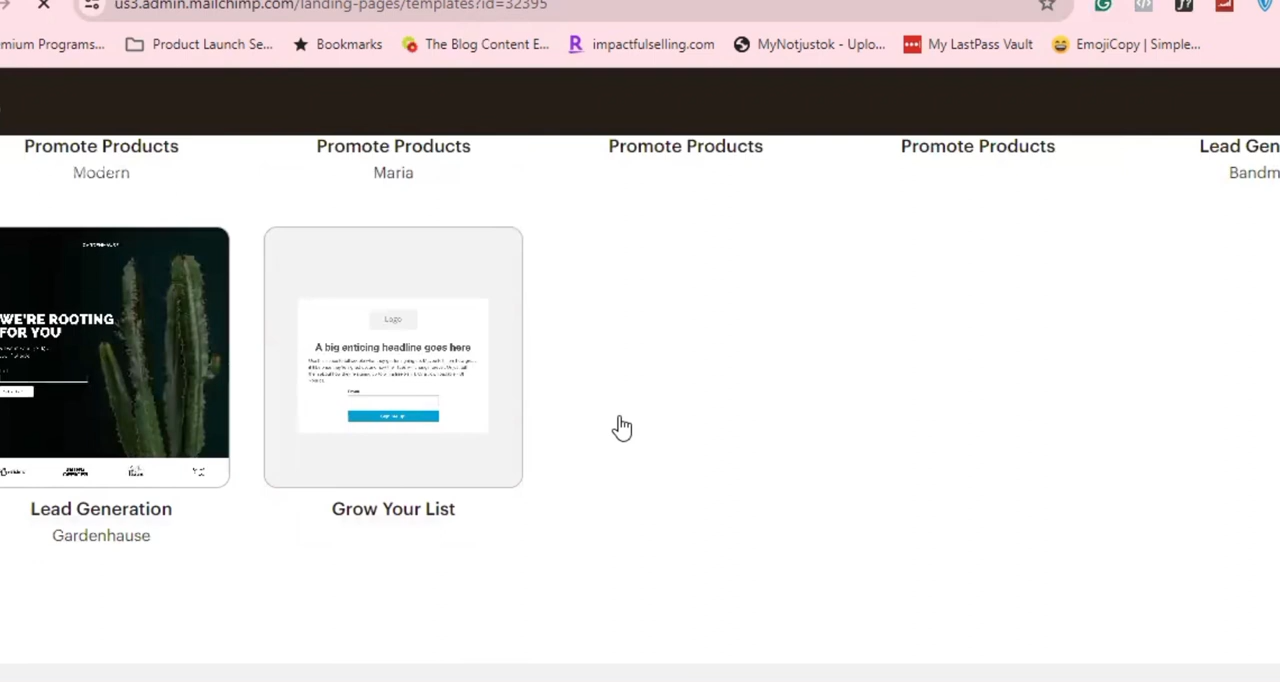 us3.admin.mailchimp.com/landing-pages/templates?id=32395
emium Programs...
Product Launch Se...
Bookmarks
The Blog Content E...
impactfulselling.com
MyNotjustok - Uplo...
My LastPass Vault
EmojiCopy | Simple...
Promote Products
Modern
Promote Products
Maria
Promote Products
Promote Products
Lead Gen
Bandm
WE'RE ROOTING
FOR YOU
Logo
A big enticing headline goes here
Lead Generation
Gardenhause
Grow Your List